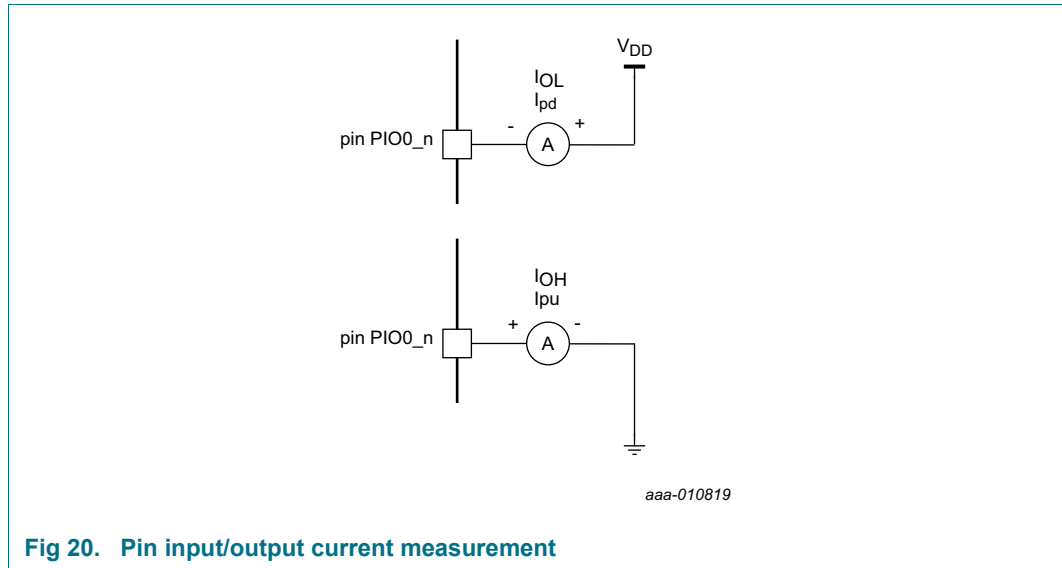 VDD
IOL
Ipd
- +
pin PIO0_n
A
IOH
Ipu
+ -
pin PIO0_n
A
aaa-010819
Fig 20. Pin input/output current measurement